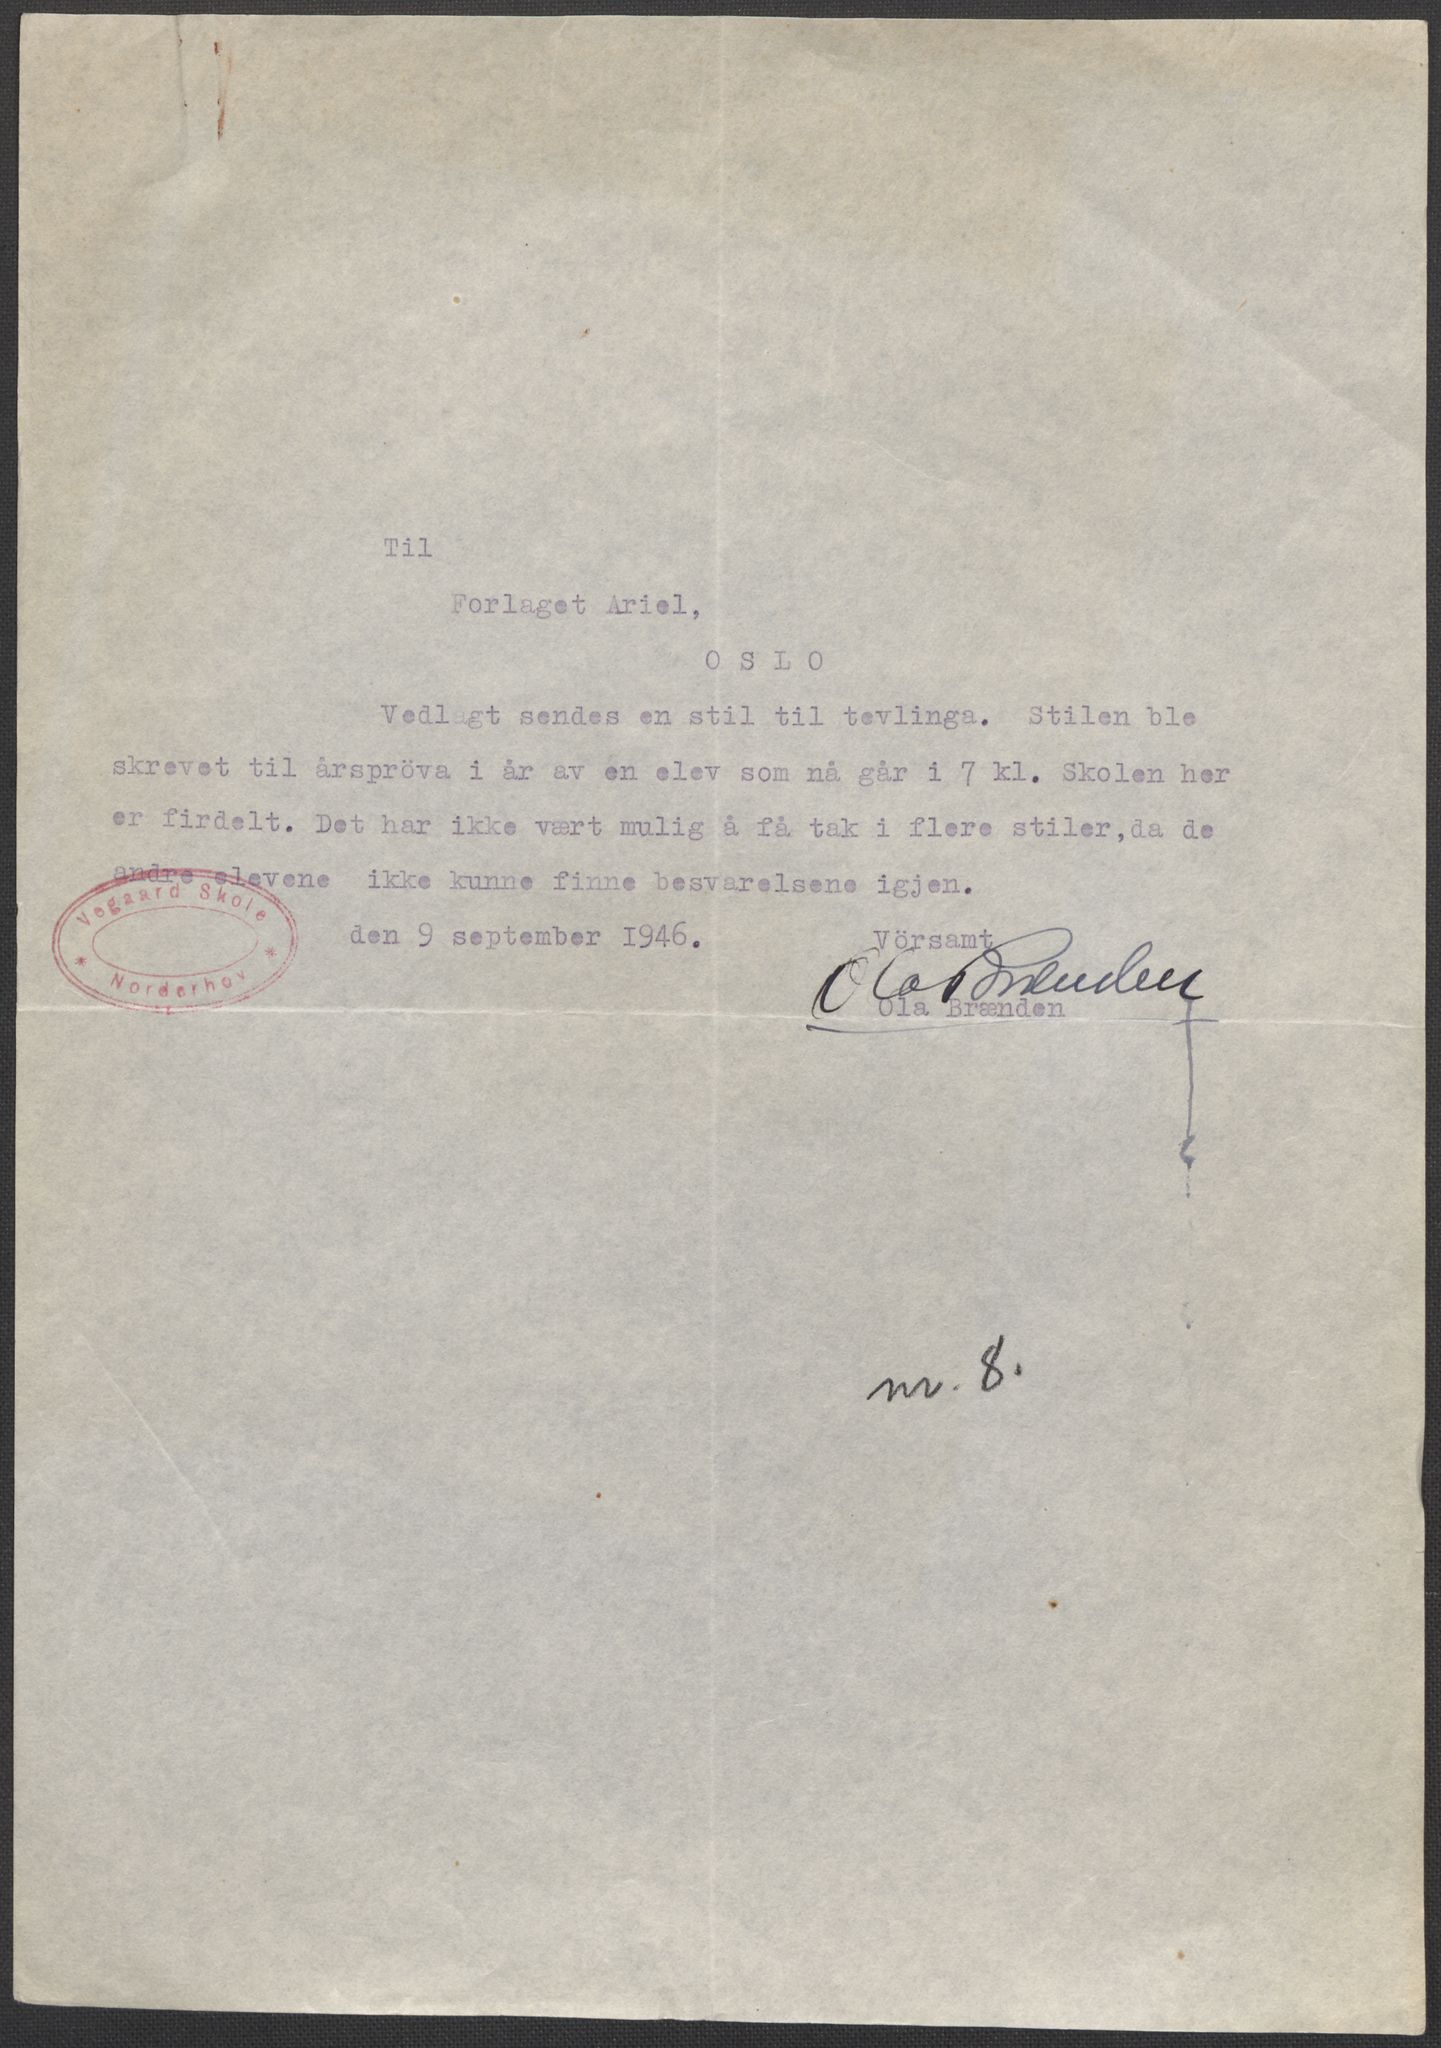 Til
Forlaget Ariel,
O S L O
Vedlagt sendes en stil til tevlinga. Stilen ble
skrevet til årspröva i år av en elev som nå går i 7 kl. Skolen her
er firdelt. Det har ikke vært mulig å få tak i flere stiler,da de
andre elevene ikke kunne finne besvarelsene igjen.
Vegaard Skole
* Norderhov *
den 9 september 1946.
Vörsamt
Ola Brænden
Ola Brænden
nr. 8.